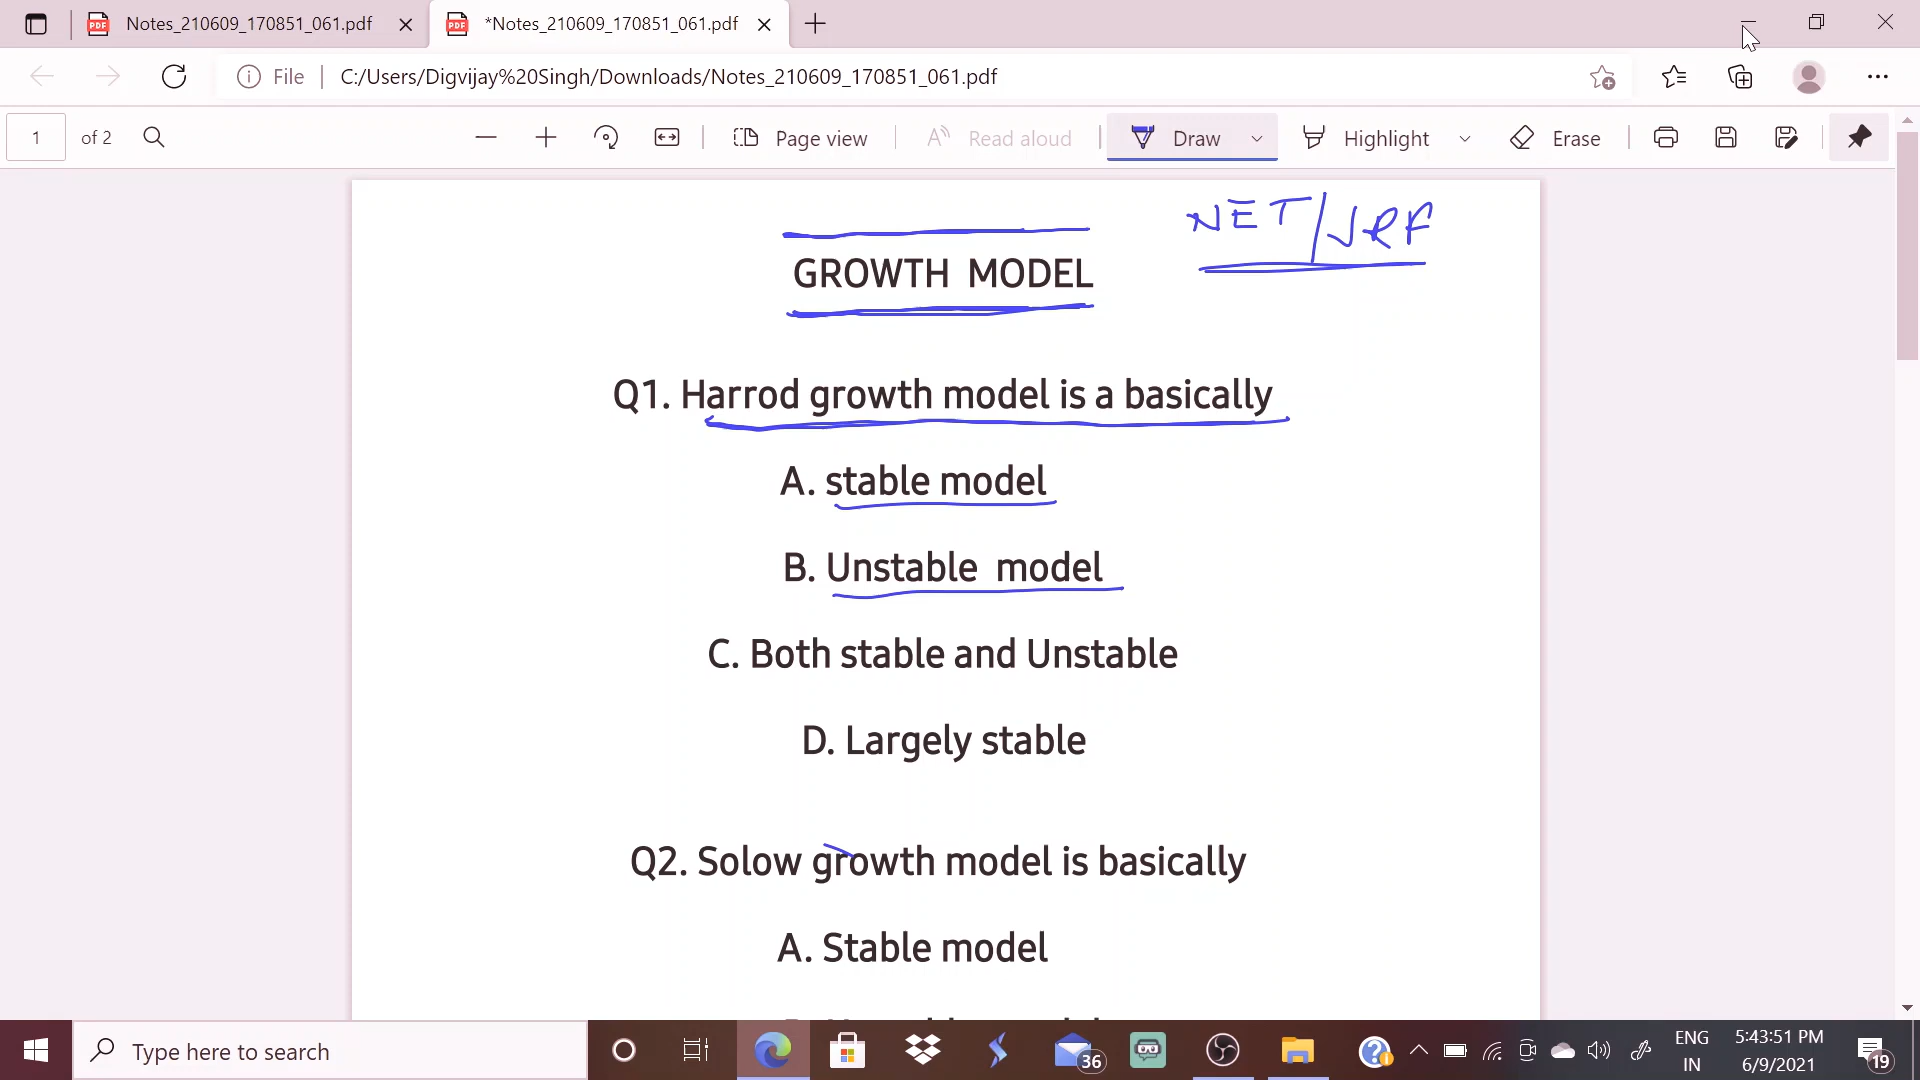 Notes_210609_170851_061.pdf
*Notes_210609_170851_061.pdf
File
C:/Users/Digvijay%20Singh/Downloads/Notes_210609_170851_061.pdf
1 of 2
Page view
Read aloud
Draw
Highlight
Erase
NET/JRF
GROWTH MODEL
Q1. Harrod growth model is a basically
A. stable model
B. Unstable model
C. Both stable and Unstable
D. Largely stable
Q2. Solow growth model is basically
A. Stable model
Type here to search
36
ENG
IN
5:43:51 PM
6/9/2021
19